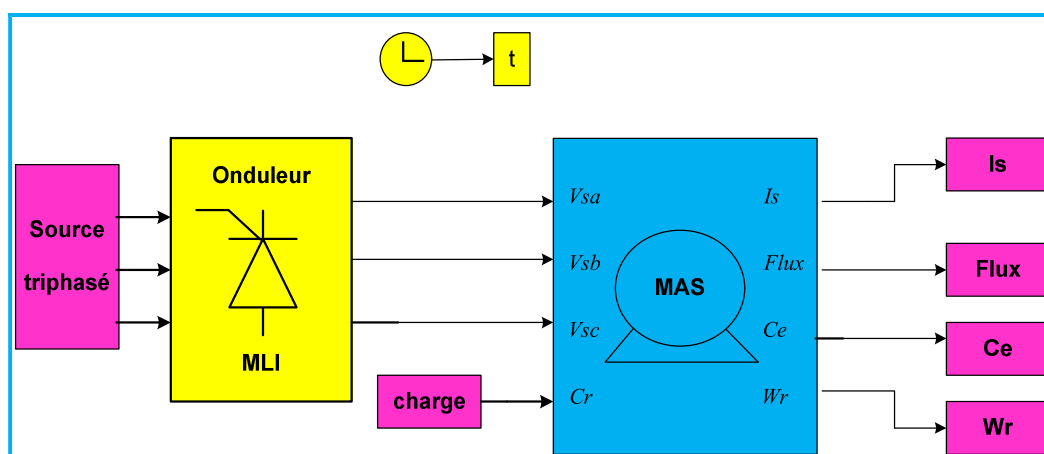 t
Source
triphasé
Onduleur
MLI
charge
Vsa
Vsb
Vsc
Cr
MAS
Is
Flux
Ce
Wr
Is
Flux
Ce
Wr